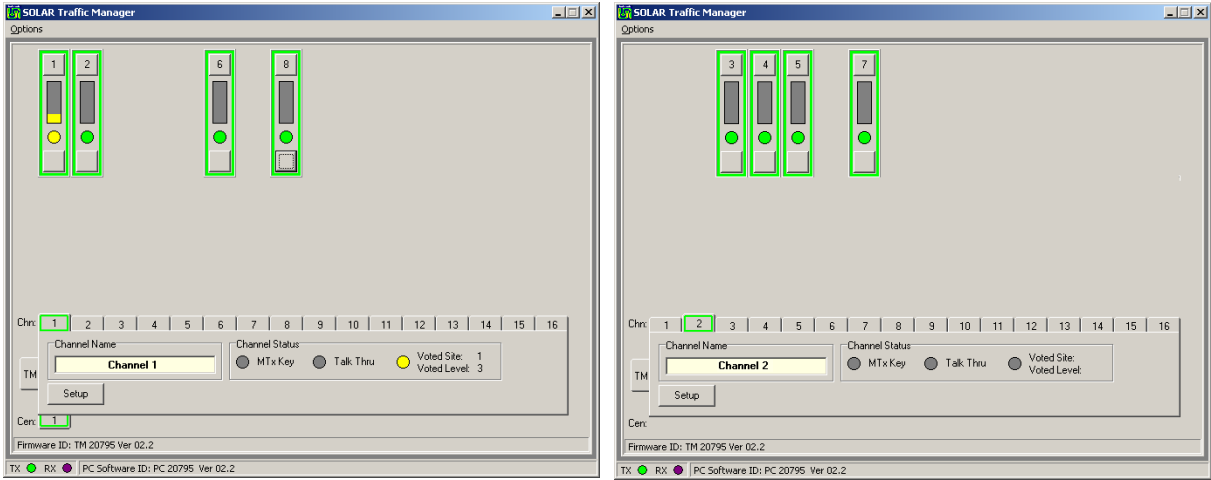 SOLAR Traffic Manager
Options
1 2 6 8
Chn: 1 2 3 4 5 6 7 8 9 10 11 12 13 14 15 16
Channel Name
Channel 1
Channel Status
MTx Key Talk Thru Voted Site: 1
Voted Level: 3
TM
Setup
Cen: 1
Firmware ID: TM 20795 Ver 02.2
TX RX PC Software ID: PC 20795 Ver 02.2
SOLAR Traffic Manager
Options
3 4 5 7
Chn: 1 2 3 4 5 6 7 8 9 10 11 12 13 14 15 16
Channel Name
Channel 2
Channel Status
MTx Key Talk Thru Voted Site:
Voted Level:
TM
Setup
Cen:
Firmware ID: TM 20795 Ver 02.2
TX RX PC Software ID: PC 20795 Ver 02.2